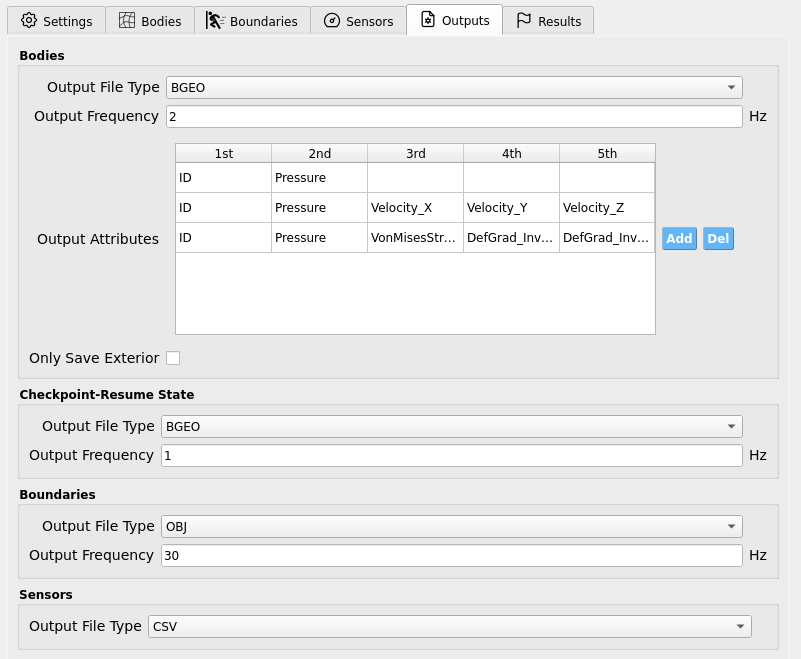 Settings Bodies Boundaries Sensors Outputs Results
Bodies
Output File Type BGEO
Output Frequency 2 Hz
1st 2nd 3rd 4th 5th
ID Pressure
ID Pressure Velocity_X Velocity_Y Velocity_Z
Output Attributes ID Pressure VonMisesStr... DefGrad_Inv... DefGrad_Inv... Add Del
Only Save Exterior
Checkpoint-Resume State
Output File Type BGEO
Output Frequency 1 Hz
Boundaries
Output File Type OBJ
Output Frequency 30 Hz
Sensors
Output File Type CSV